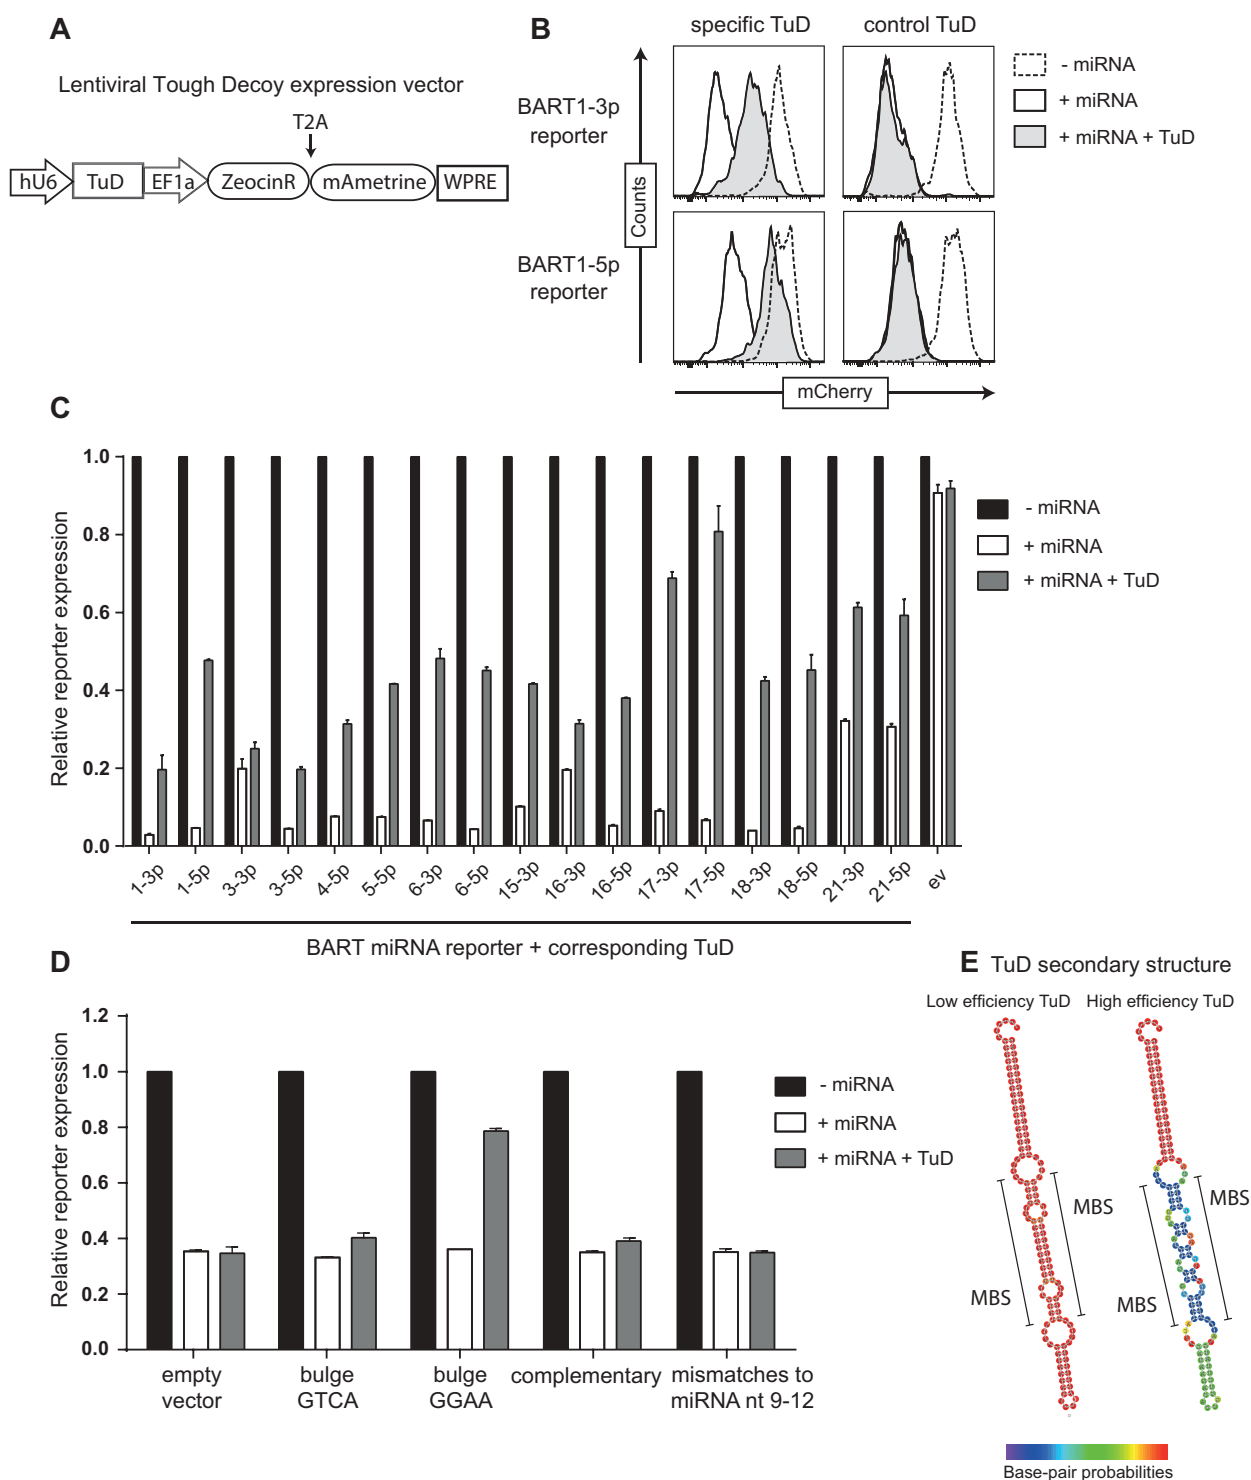 A
Lentiviral Tough Decoy expression vector
T2A
hU6
TuD
EF1a
ZeocinR
mAmetrine
WPRE
B
specific TuD
control TuD
BART1-3p
reporter
BART1-5p
reporter
Counts
mCherry
- miRNA
+ miRNA
+ miRNA + TuD
C
Relative reporter expression
1.0
0.8
0.6
0.4
0.2
0.0
1-3p
1-5p
3-3p
3-5p
4-5p
5-5p
6-3p
6-5p
15-3p
16-3p
16-5p
17-3p
17-5p
18-3p
18-5p
21-3p
21-5p
ev
BART miRNA reporter + corresponding TuD
- miRNA
+ miRNA
+ miRNA + TuD
D
Relative reporter expression
1.2
1.0
0.8
0.6
0.4
0.2
0.0
empty
vector
bulge
GTCA
bulge
GGAA
complementary
mismatches to
miRNA nt 9-12
- miRNA
+ miRNA
+ miRNA + TuD
E
TuD secondary structure
Low efficiency TuD
High efficiency TuD
MBS
MBS
MBS
MBS
Base-pair probabilities